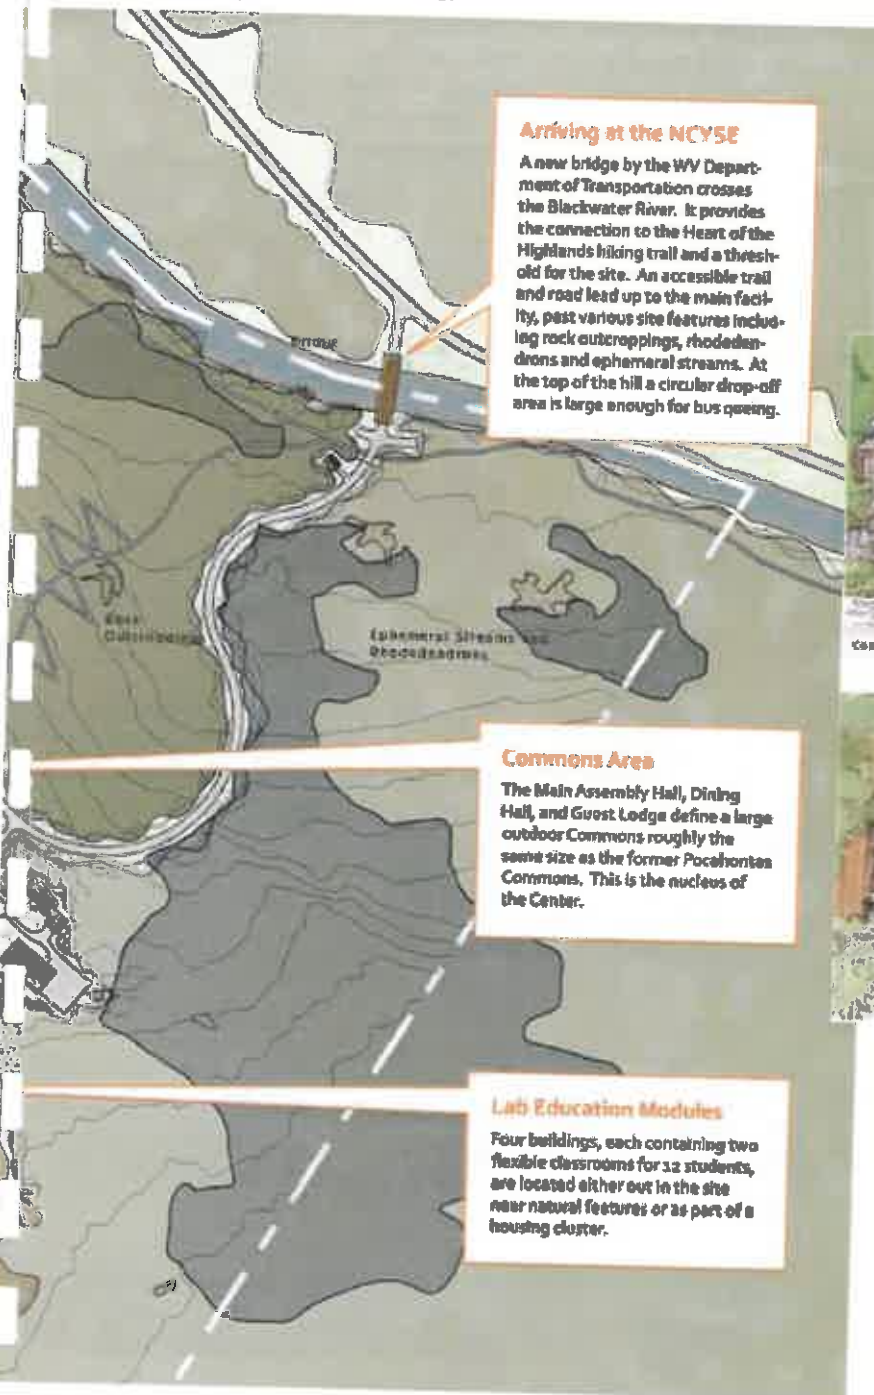 Arriving at the NCYSE
A new bridge by the WV Depart-
ment of Transportation crosses
the Blackwater River. It provides
the connection to the Heart of the
Highlands hiking trail and a thresh-
old for the site. An accessible trail
and road lead up to the main facil-
ity, past various site features includ-
ing rock outcroppings, rhododen-
drons and ephemeral streams. At
the top of the hill a circular drop-off
area is large enough for bus queing.
Bridge
Rock
Outcropping
Ephemeral Streams and
Rhododendrons
Commons Area
The Main Assembly Hall, Dining
Hall, and Guest Lodge define a large
outdoor Commons roughly the
same size as the former Pocahontas
Commons. This is the nucleus of
the Center.
Lab Education Modules
Four buildings, each containing two
flexible classrooms for 12 students,
are located either out in the site
near natural features or as part of a
housing cluster.